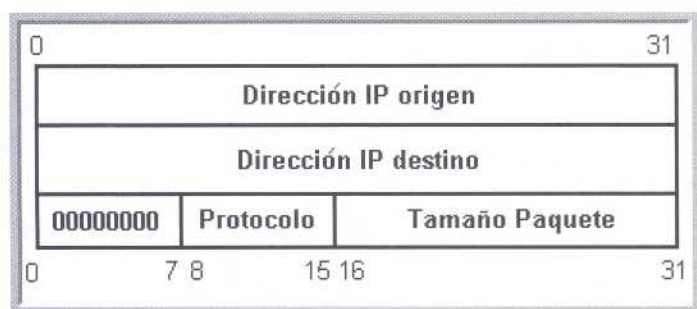 0 31
Dirección IP origen
Dirección IP destino
00000000 Protocolo Tamaño Paquete
0 7 8 15 16 31